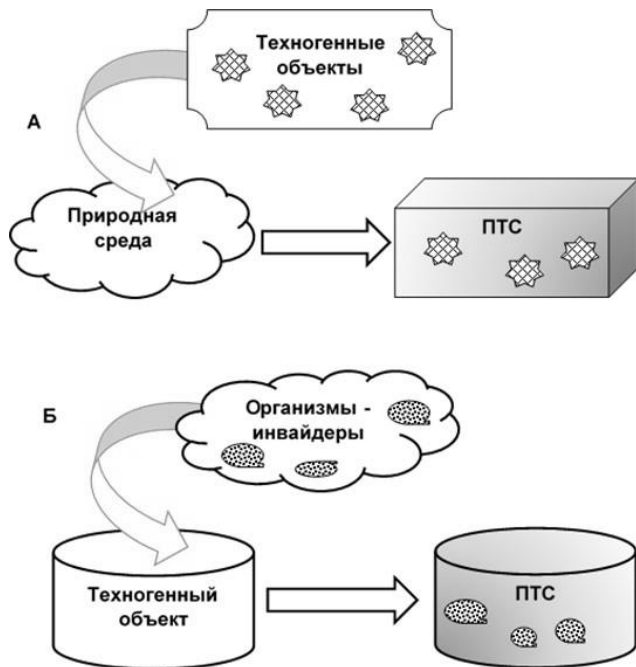 Техногенные
объекты
А
Природная
среда
ПТС
Б
Организмы -
инвайдеры
Техногенный
объект
ПТС